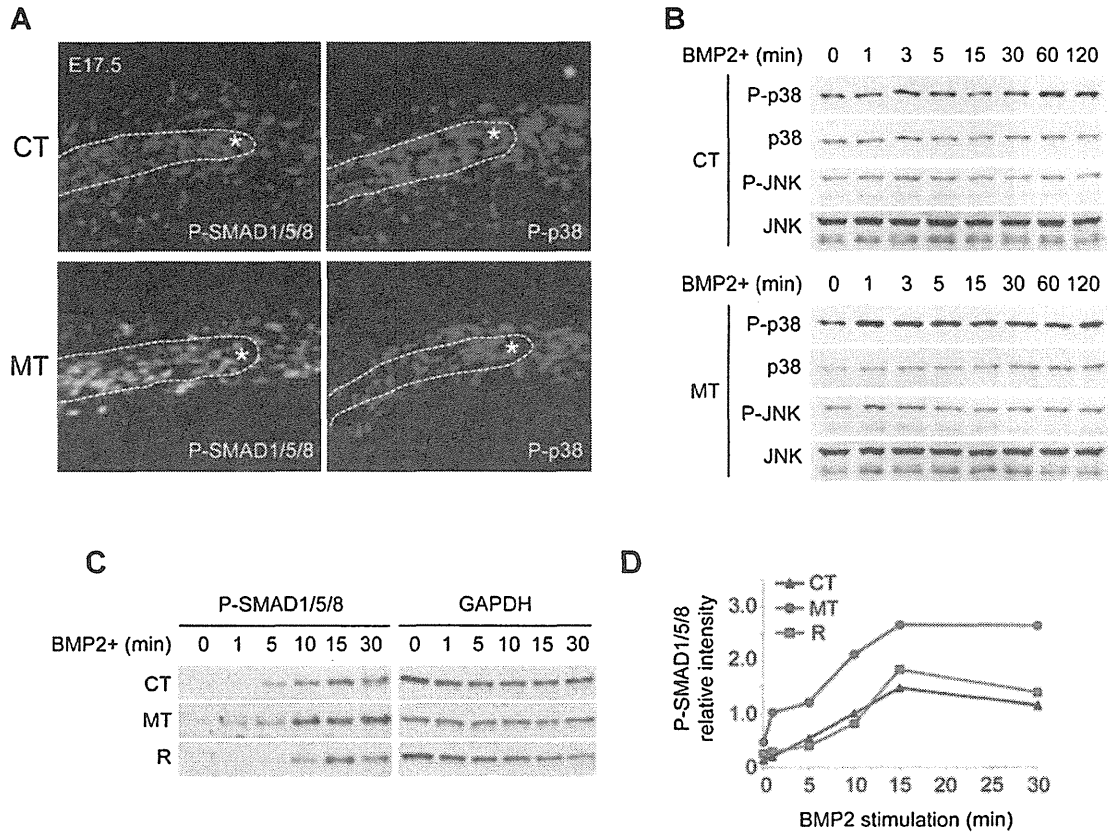 A
E17.5
CT
P-SMAD1/5/8
P-p38
MT
P-SMAD1/5/8
P-p38
B
BMP2+ (min) 0 1 3 5 15 30 60 120
P-p38
p38
CT
P-JNK
JNK
BMP2+ (min) 0 1 3 5 15 30 60 120
P-p38
p38
MT
P-JNK
JNK
C
P-SMAD1/5/8 GAPDH
BMP2+ (min) 0 1 5 10 15 30 0 1 5 10 15 30
CT
MT
R
D
CT
MT
R
P-SMAD1/5/8
relative intensity
3.0
2.0
1.0
0
0 5 10 15 20 25 30
BMP2 stimulation (min)